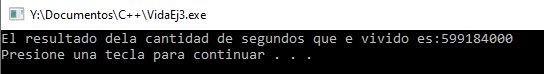 Y:\Documentos\C++\VidaEj3.exe
El resultado dela cantidad de segundos que e vivido es:599184000
Presione una tecla para continuar . . .